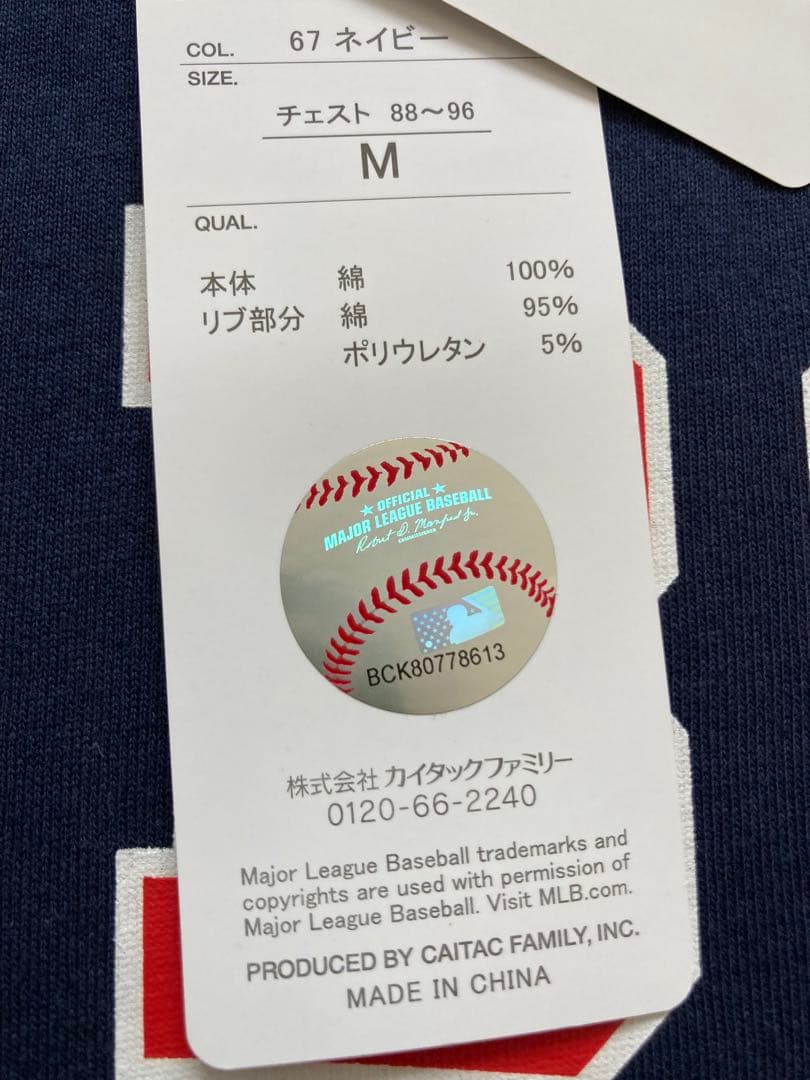 COL. 67 ネイビー
SIZE.
チェスト 88～96
M
QUAL.
本体 綿 100%
リブ部分 綿 95%
ポリウレタン 5%
★ OFFICIAL ★
MAJOR LEAGUE BASEBALL
Robert D. Manfred Jr.
COMMISSIONER
BCK80778613
株式会社 カイタックファミリー
0120-66-2240
Major League Baseball trademarks and
copyrights are used with permission of
Major League Baseball. Visit MLB.com.
PRODUCED BY CAITAC FAMILY, INC.
MADE IN CHINA